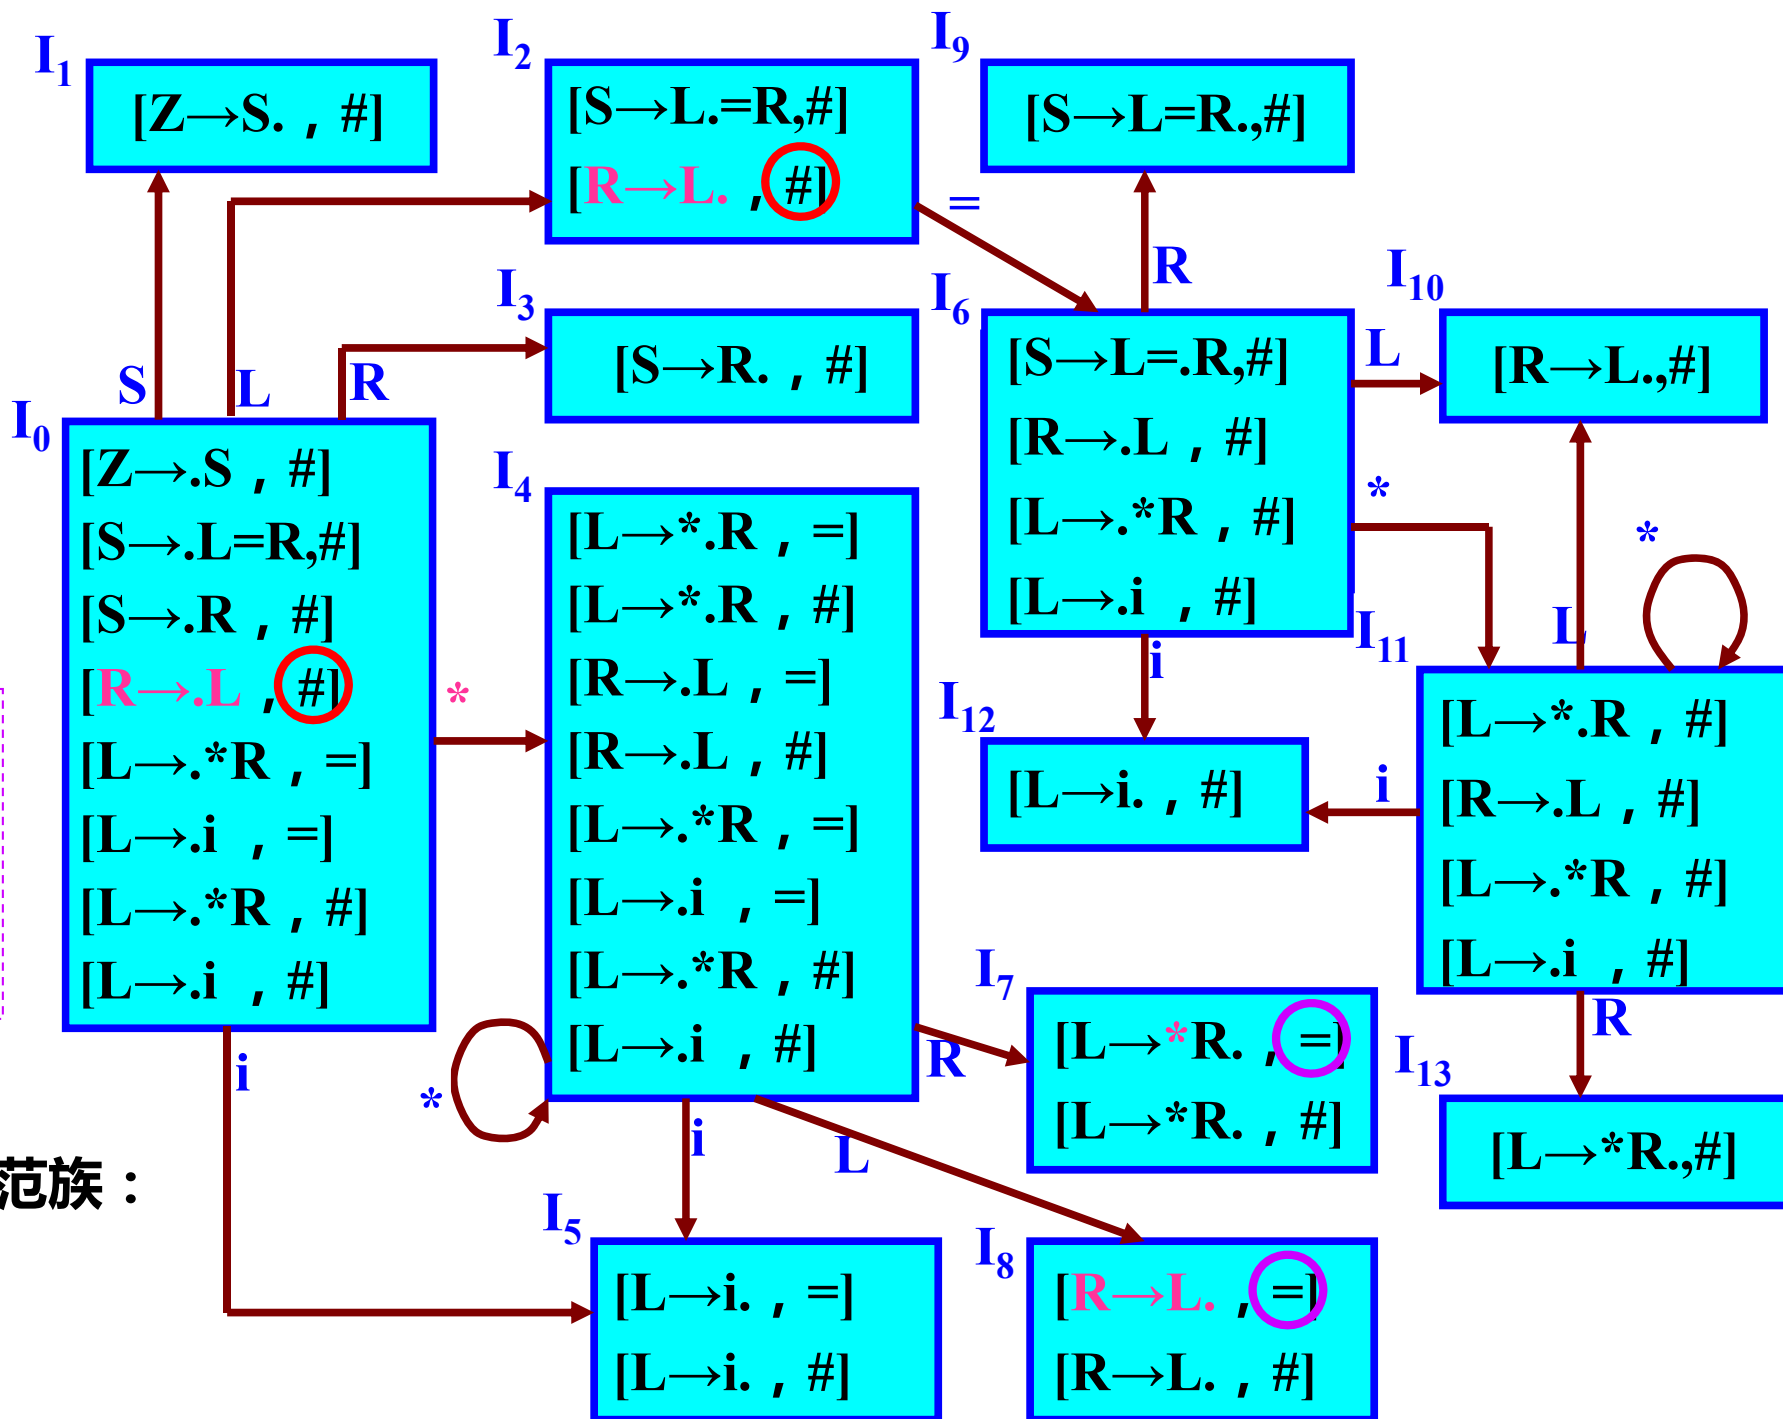 I1
[Z→S. , #]
I2
[S→L.=R,#]
[R→L. , #]
I9
[S→L=R.,#]
=
R
I3
[S→R. , #]
S
L
R
I0
[Z→.S , #]
[S→.L=R,#]
[S→.R , #]
[R→.L , #]
[L→.*R , =]
[L→.i , =]
[L→.*R , #]
[L→.i , #]
*
i
I4
[L→*.R , =]
[L→*.R , #]
[R→.L , =]
[R→.L , #]
[L→.*R , =]
[L→.i , =]
[L→.*R , #]
[L→.i , #]
*
i
L
R
I6
[S→L=.R,#]
[R→.L , #]
[L→.*R , #]
[L→.i , #]
L
*
i
I10
[R→L.,#]
I12
[L→i. , #]
I11
[L→*.R , #]
[R→.L , #]
[L→.*R , #]
[L→.i , #]
L
*
i
R
I7
[L→*R. , =]
[L→*R. , #]
I13
[L→*R.,#]
范族：
I5
[L→i. , =]
[L→i. , #]
I8
[R→L. , =]
[R→L. , #]